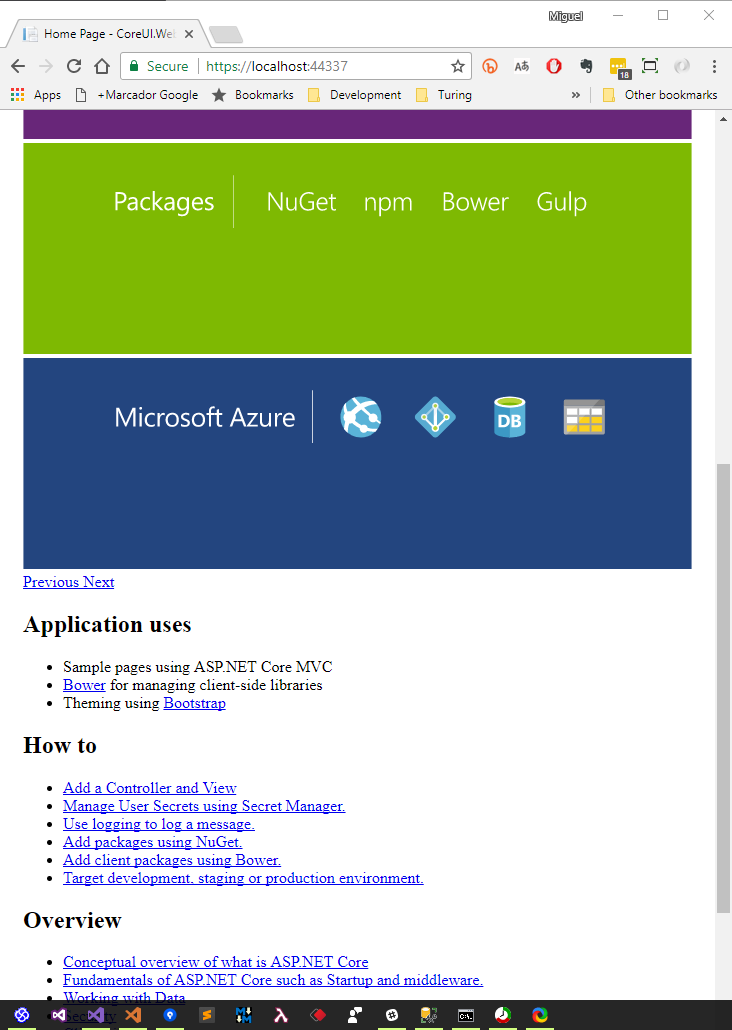 Miguel
Home Page - CoreUI.Web
Secure https://localhost:44337
18
Apps +Marcador Google Bookmarks Development Turing » Other bookmarks
Packages NuGet npm Bower Gulp
Microsoft Azure DB
Previous Next
Application uses
Sample pages using ASP.NET Core MVC
Bower for managing client-side libraries
Theming using Bootstrap
How to
Add a Controller and View
Manage User Secrets using Secret Manager.
Use logging to log a message.
Add packages using NuGet.
Add client packages using Bower.
Target development, staging or production environment.
Overview
Conceptual overview of what is ASP.NET Core
Fundamentals of ASP.NET Core such as Startup and middleware.
Working with Data
Security